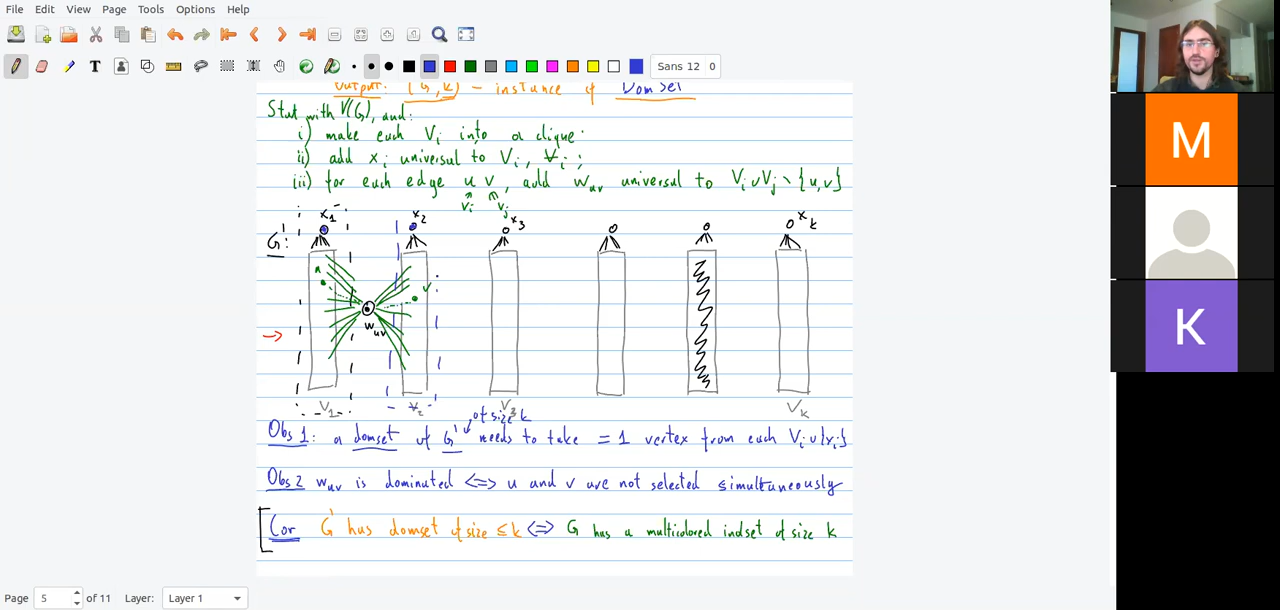 File Edit View Page Tools Options Help
Sans 12 0
Output: (G', k) - instance of DomSet
Start with V(G), and:
i) make each Vi into a clique.
ii) add xi universal to Vi, ∀i;
iii) for each edge u v, add wuv universal to Vi ∪ Vj \ {u,v}
Vi Vj
x1 x2 x3 xk
G':
u v
wuv
V1 V2 V3 Vk
of size k
Obs 1: a domset of G' needs to take = 1 vertex from each Vi ∪ {xi}
Obs 2 wuv is dominated <=> u and v are not selected simultaneously
Cor G' has domset of size ≤ k <=> G has a multicolored indset of size k
Page 5 of 11 Layer: Layer 1
M
K